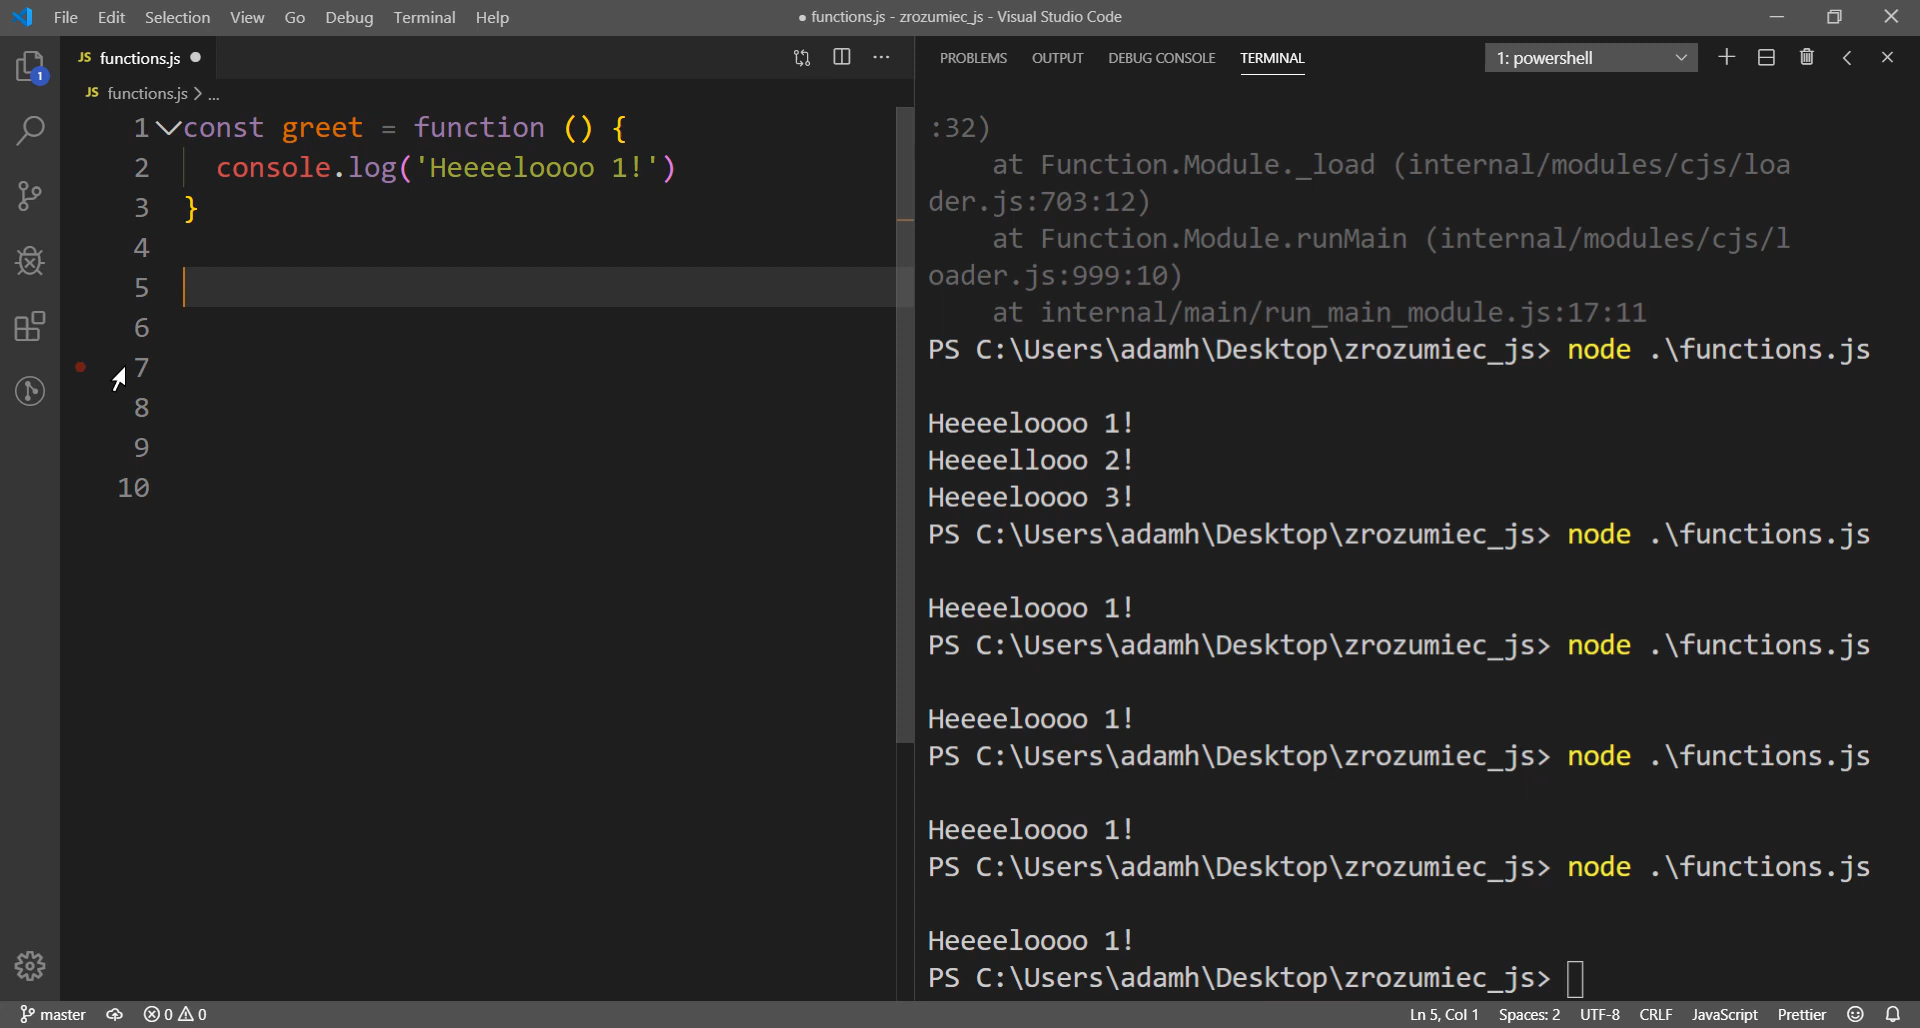 File Edit Selection View Go Debug Terminal Help
● functions.js - zrozumiec_js - Visual Studio Code
JS functions.js
JS functions.js > ...
1 const greet = function () {
2 console.log('Heeeeloooo 1!')
3 }
4
5
6
7
8
9
10
PROBLEMS OUTPUT DEBUG CONSOLE TERMINAL
1: powershell
:32)
at Function.Module._load (internal/modules/cjs/loa
der.js:703:12)
at Function.Module.runMain (internal/modules/cjs/l
oader.js:999:10)
at internal/main/run_main_module.js:17:11
PS C:\Users\adamh\Desktop\zrozumiec_js> node .\functions.js
Heeeeloooo 1!
Heeeellooo 2!
Heeeeloooo 3!
PS C:\Users\adamh\Desktop\zrozumiec_js> node .\functions.js
Heeeeloooo 1!
PS C:\Users\adamh\Desktop\zrozumiec_js> node .\functions.js
Heeeeloooo 1!
PS C:\Users\adamh\Desktop\zrozumiec_js> node .\functions.js
Heeeeloooo 1!
PS C:\Users\adamh\Desktop\zrozumiec_js> node .\functions.js
Heeeeloooo 1!
PS C:\Users\adamh\Desktop\zrozumiec_js>
1
master 0 0
Ln 5, Col 1 Spaces: 2 UTF-8 CRLF JavaScript Prettier